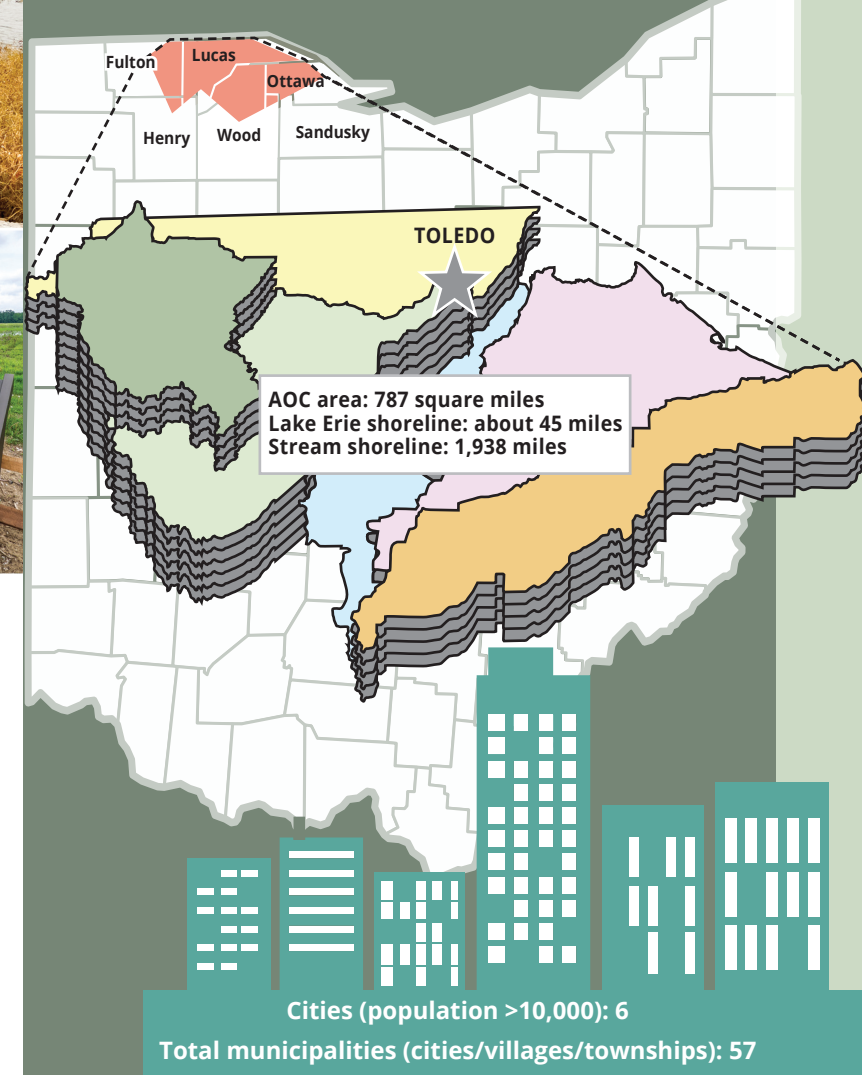 Fulton
Lucas
Ottawa
Henry
Wood
Sandusky
TOLEDO
AOC area: 787 square miles
Lake Erie shoreline: about 45 miles
Stream shoreline: 1,938 miles
Cities (population >10,000): 6
Total municipalities (cities/villages/townships): 57